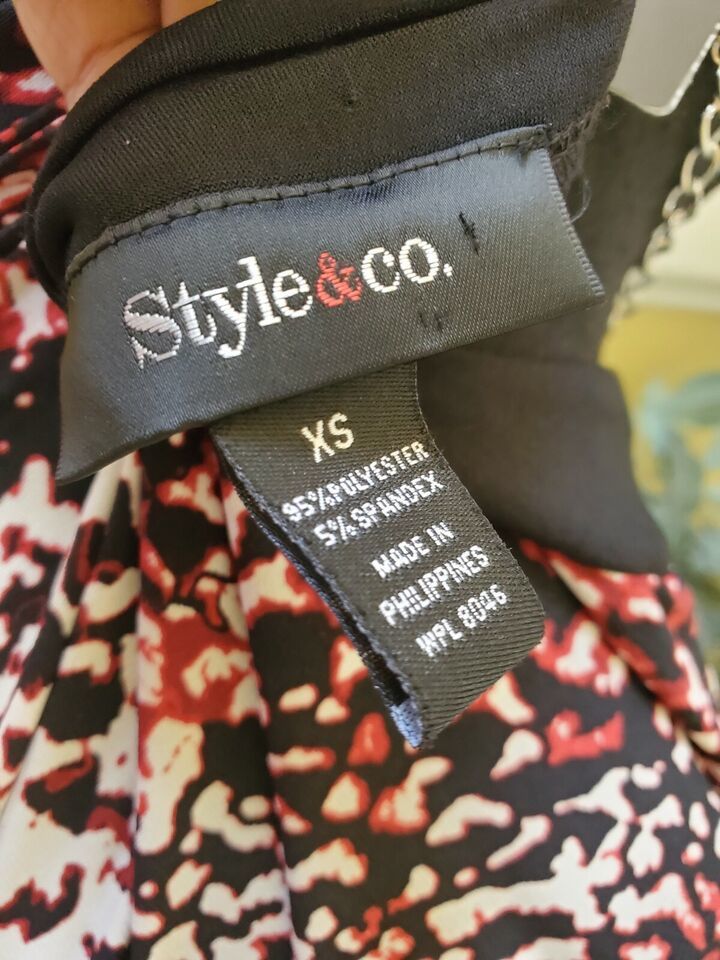 Style&co.
XS
95%POLYESTER
5%SPANDEX
MADE IN
PHILIPPINES
WPL 8046